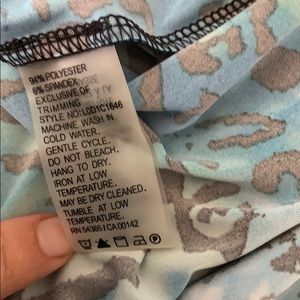 94% POLYESTER
6% SPANDEX
EXCLUSIVE OF
TRIMMING
STYLE NO: L0D1C1646
MACHINE WASH IN
COLD WATER.
GENTLE CYCLE.
DO NOT BLEACH.
HANG TO DRY.
IRON AT LOW
TEMPERATURE.
MAY BE DRY CLEANED.
TUMBLE AT LOW
TEMPERATURE.
RN 54365 I CA 00142